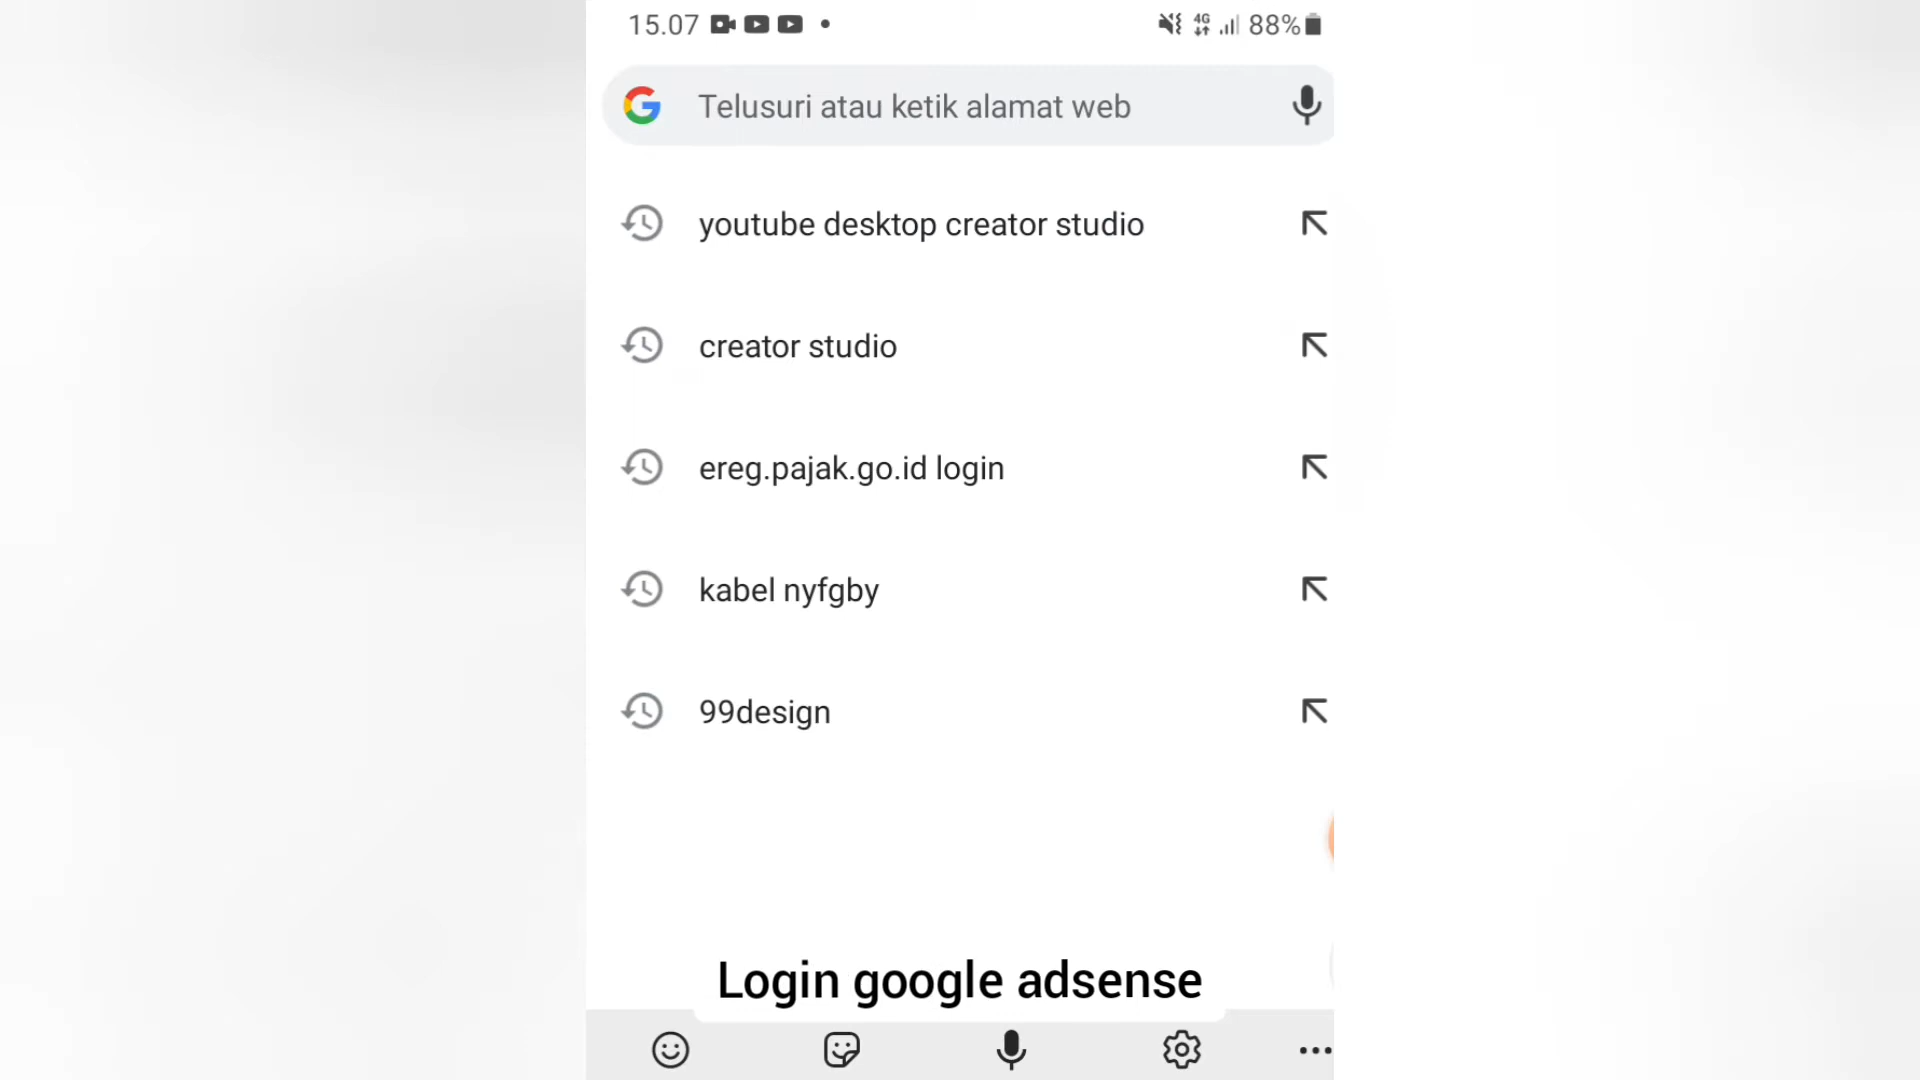 15.07
4G
88%
Telusuri atau ketik alamat web
youtube desktop creator studio
creator studio
ereg.pajak.go.id login
kabel nyfgby
99design
Login google adsense